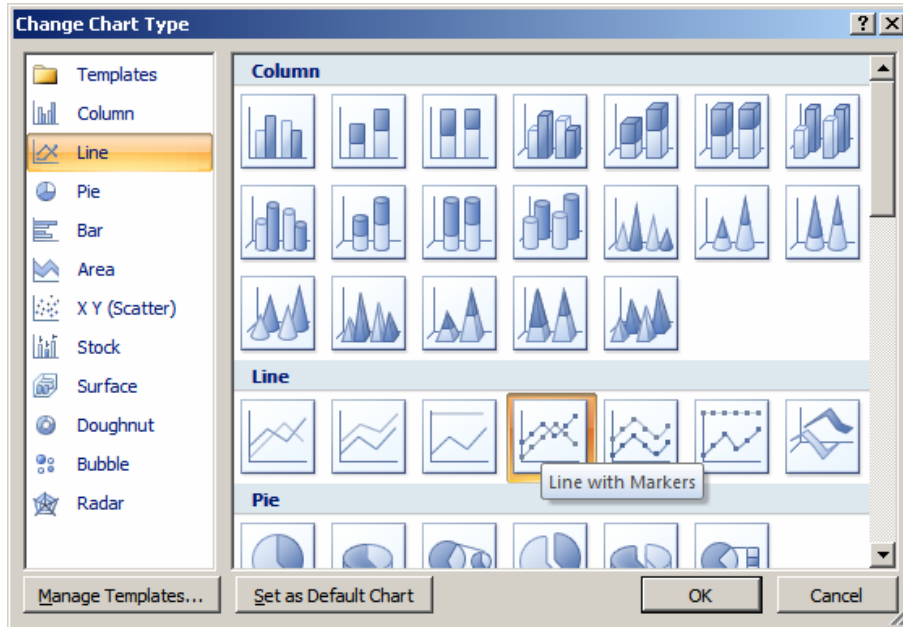 Change Chart Type
Templates
Column
Line
Pie
Bar
Area
X Y (Scatter)
Stock
Surface
Doughnut
Bubble
Radar
Column
Line
Line with Markers
Pie
Manage Templates...
Set as Default Chart
OK
Cancel